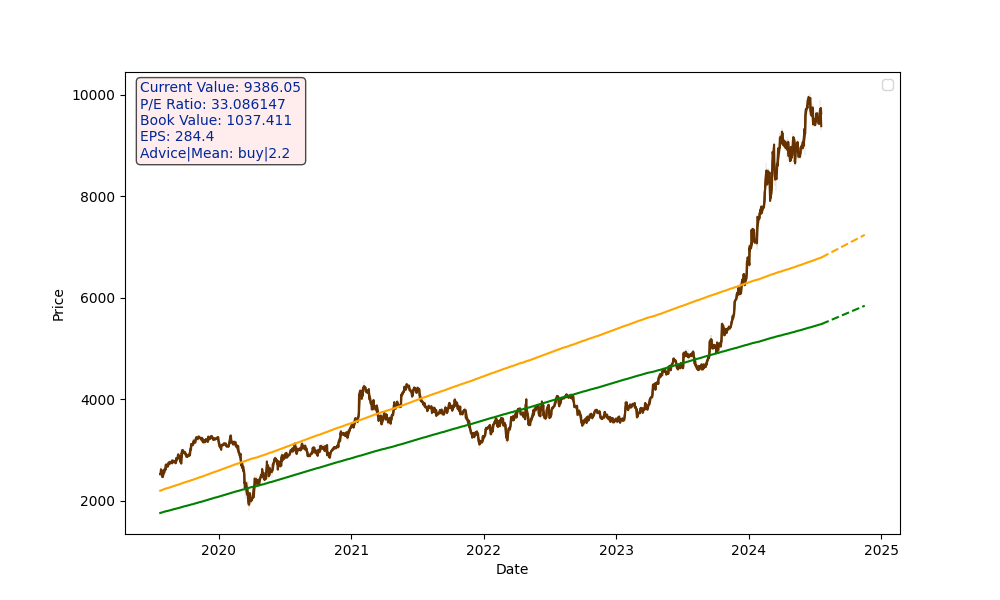 Current Value: 9386.05
P/E Ratio: 33.086147
Book Value: 1037.411
EPS: 284.4
Advice|Mean: buy|2.2
10000
8000
6000
4000
2000
Price
2020 2021 2022 2023 2024 2025
Date